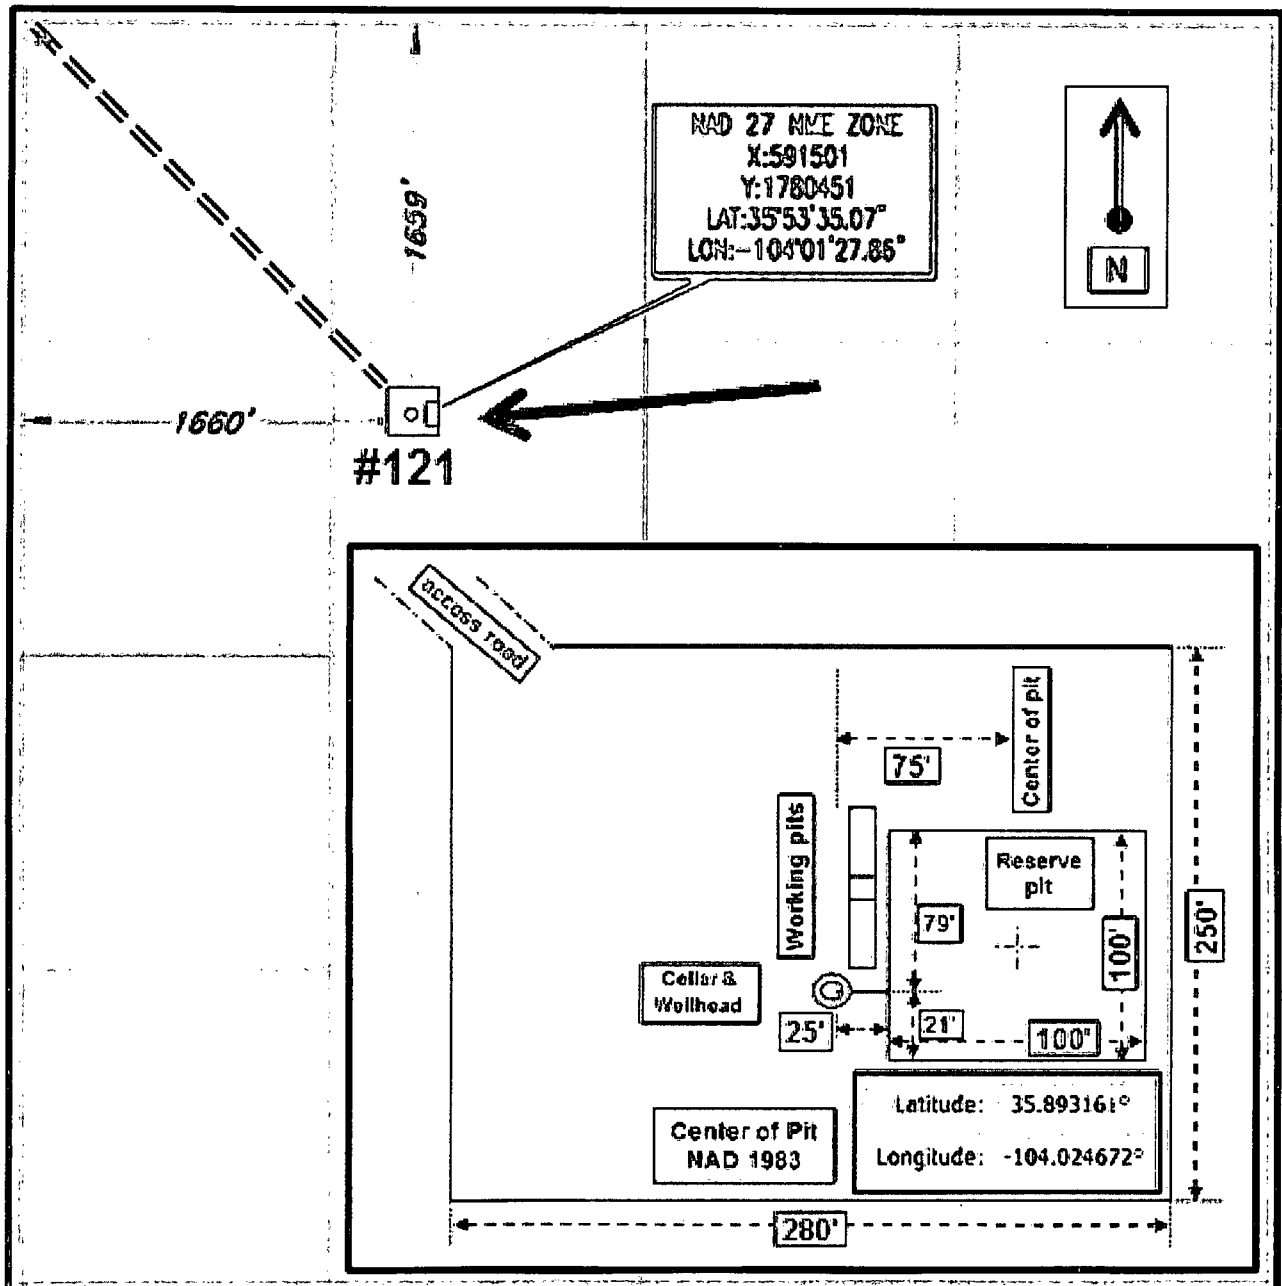 1659'
NAD 27 NME ZONE
X:591501
Y:1780451
LAT:35°53'35.07"
LON:-104°01'27.86"
N
1660'
#121
access road
Center of pit
75'
Working pits
Reserve
pit
79'
100'
250'
Cellar &
Wellhead
25'
21'
100'
Latitude: 35.893161°
Longitude: -104.024672°
Center of Pit
NAD 1983
280'